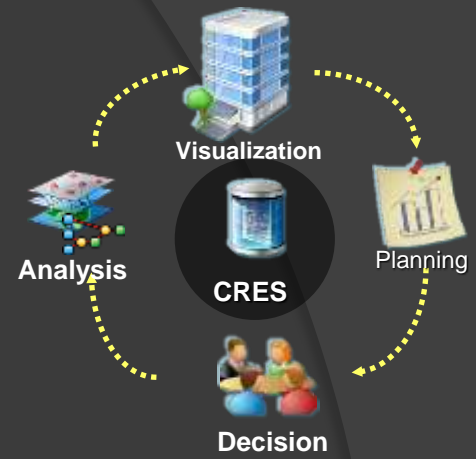 Visualization
Analysis
Planning
CRES
Decision